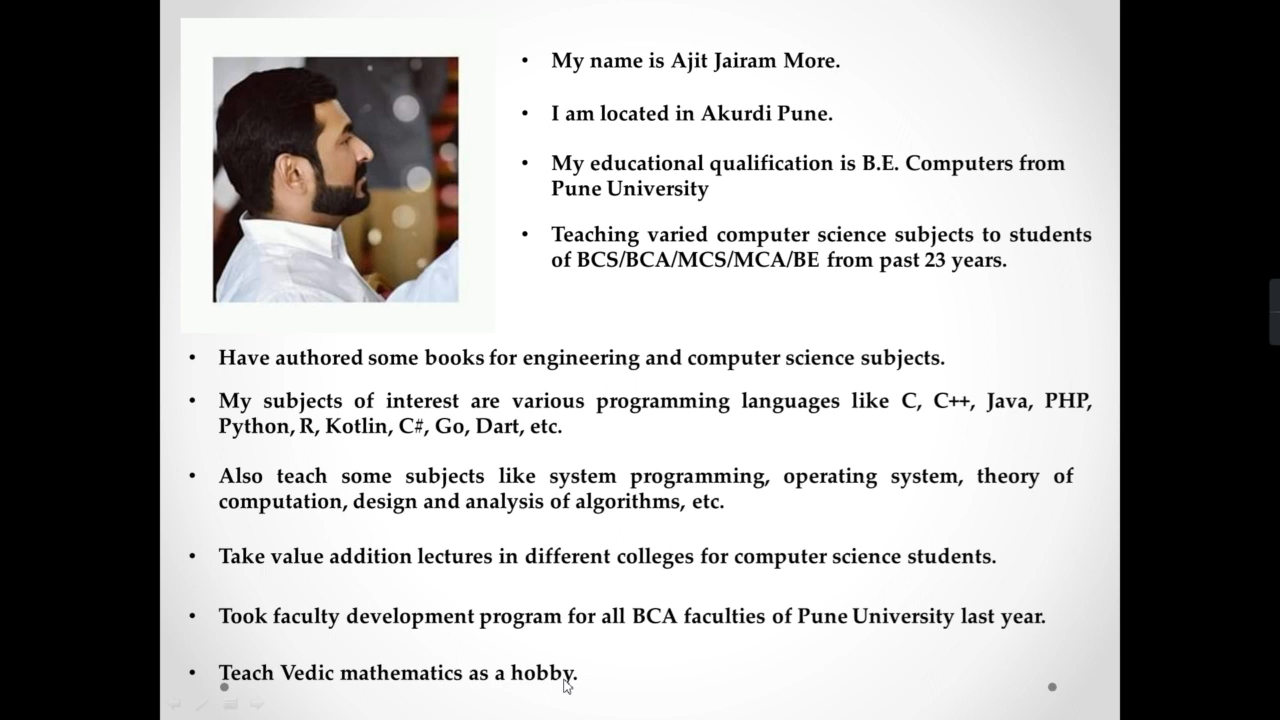 My name is Ajit Jairam More.
I am located in Akurdi Pune.
My educational qualification is B.E. Computers from
Pune University
Teaching varied computer science subjects to students
of BCS/BCA/MCS/MCA/BE from past 23 years.
Have authored some books for engineering and computer science subjects.
My subjects of interest are various programming languages like C, C++, Java, PHP,
Python, R, Kotlin, C#, Go, Dart, etc.
Also teach some subjects like system programming, operating system, theory of
computation, design and analysis of algorithms, etc.
Take value addition lectures in different colleges for computer science students.
Took faculty development program for all BCA faculties of Pune University last year.
Teach Vedic mathematics as a hobby.